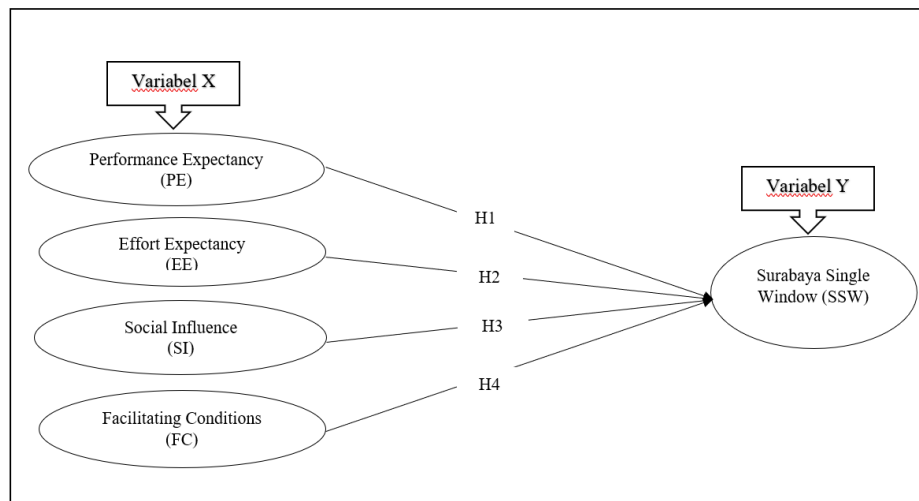 Variabel X
Performance Expectancy
(PE)
Effort Expectancy
(EE)
Social Influence
(SI)
Facilitating Conditions
(FC)
H1
H2
H3
H4
Variabel Y
Surabaya Single
Window (SSW)